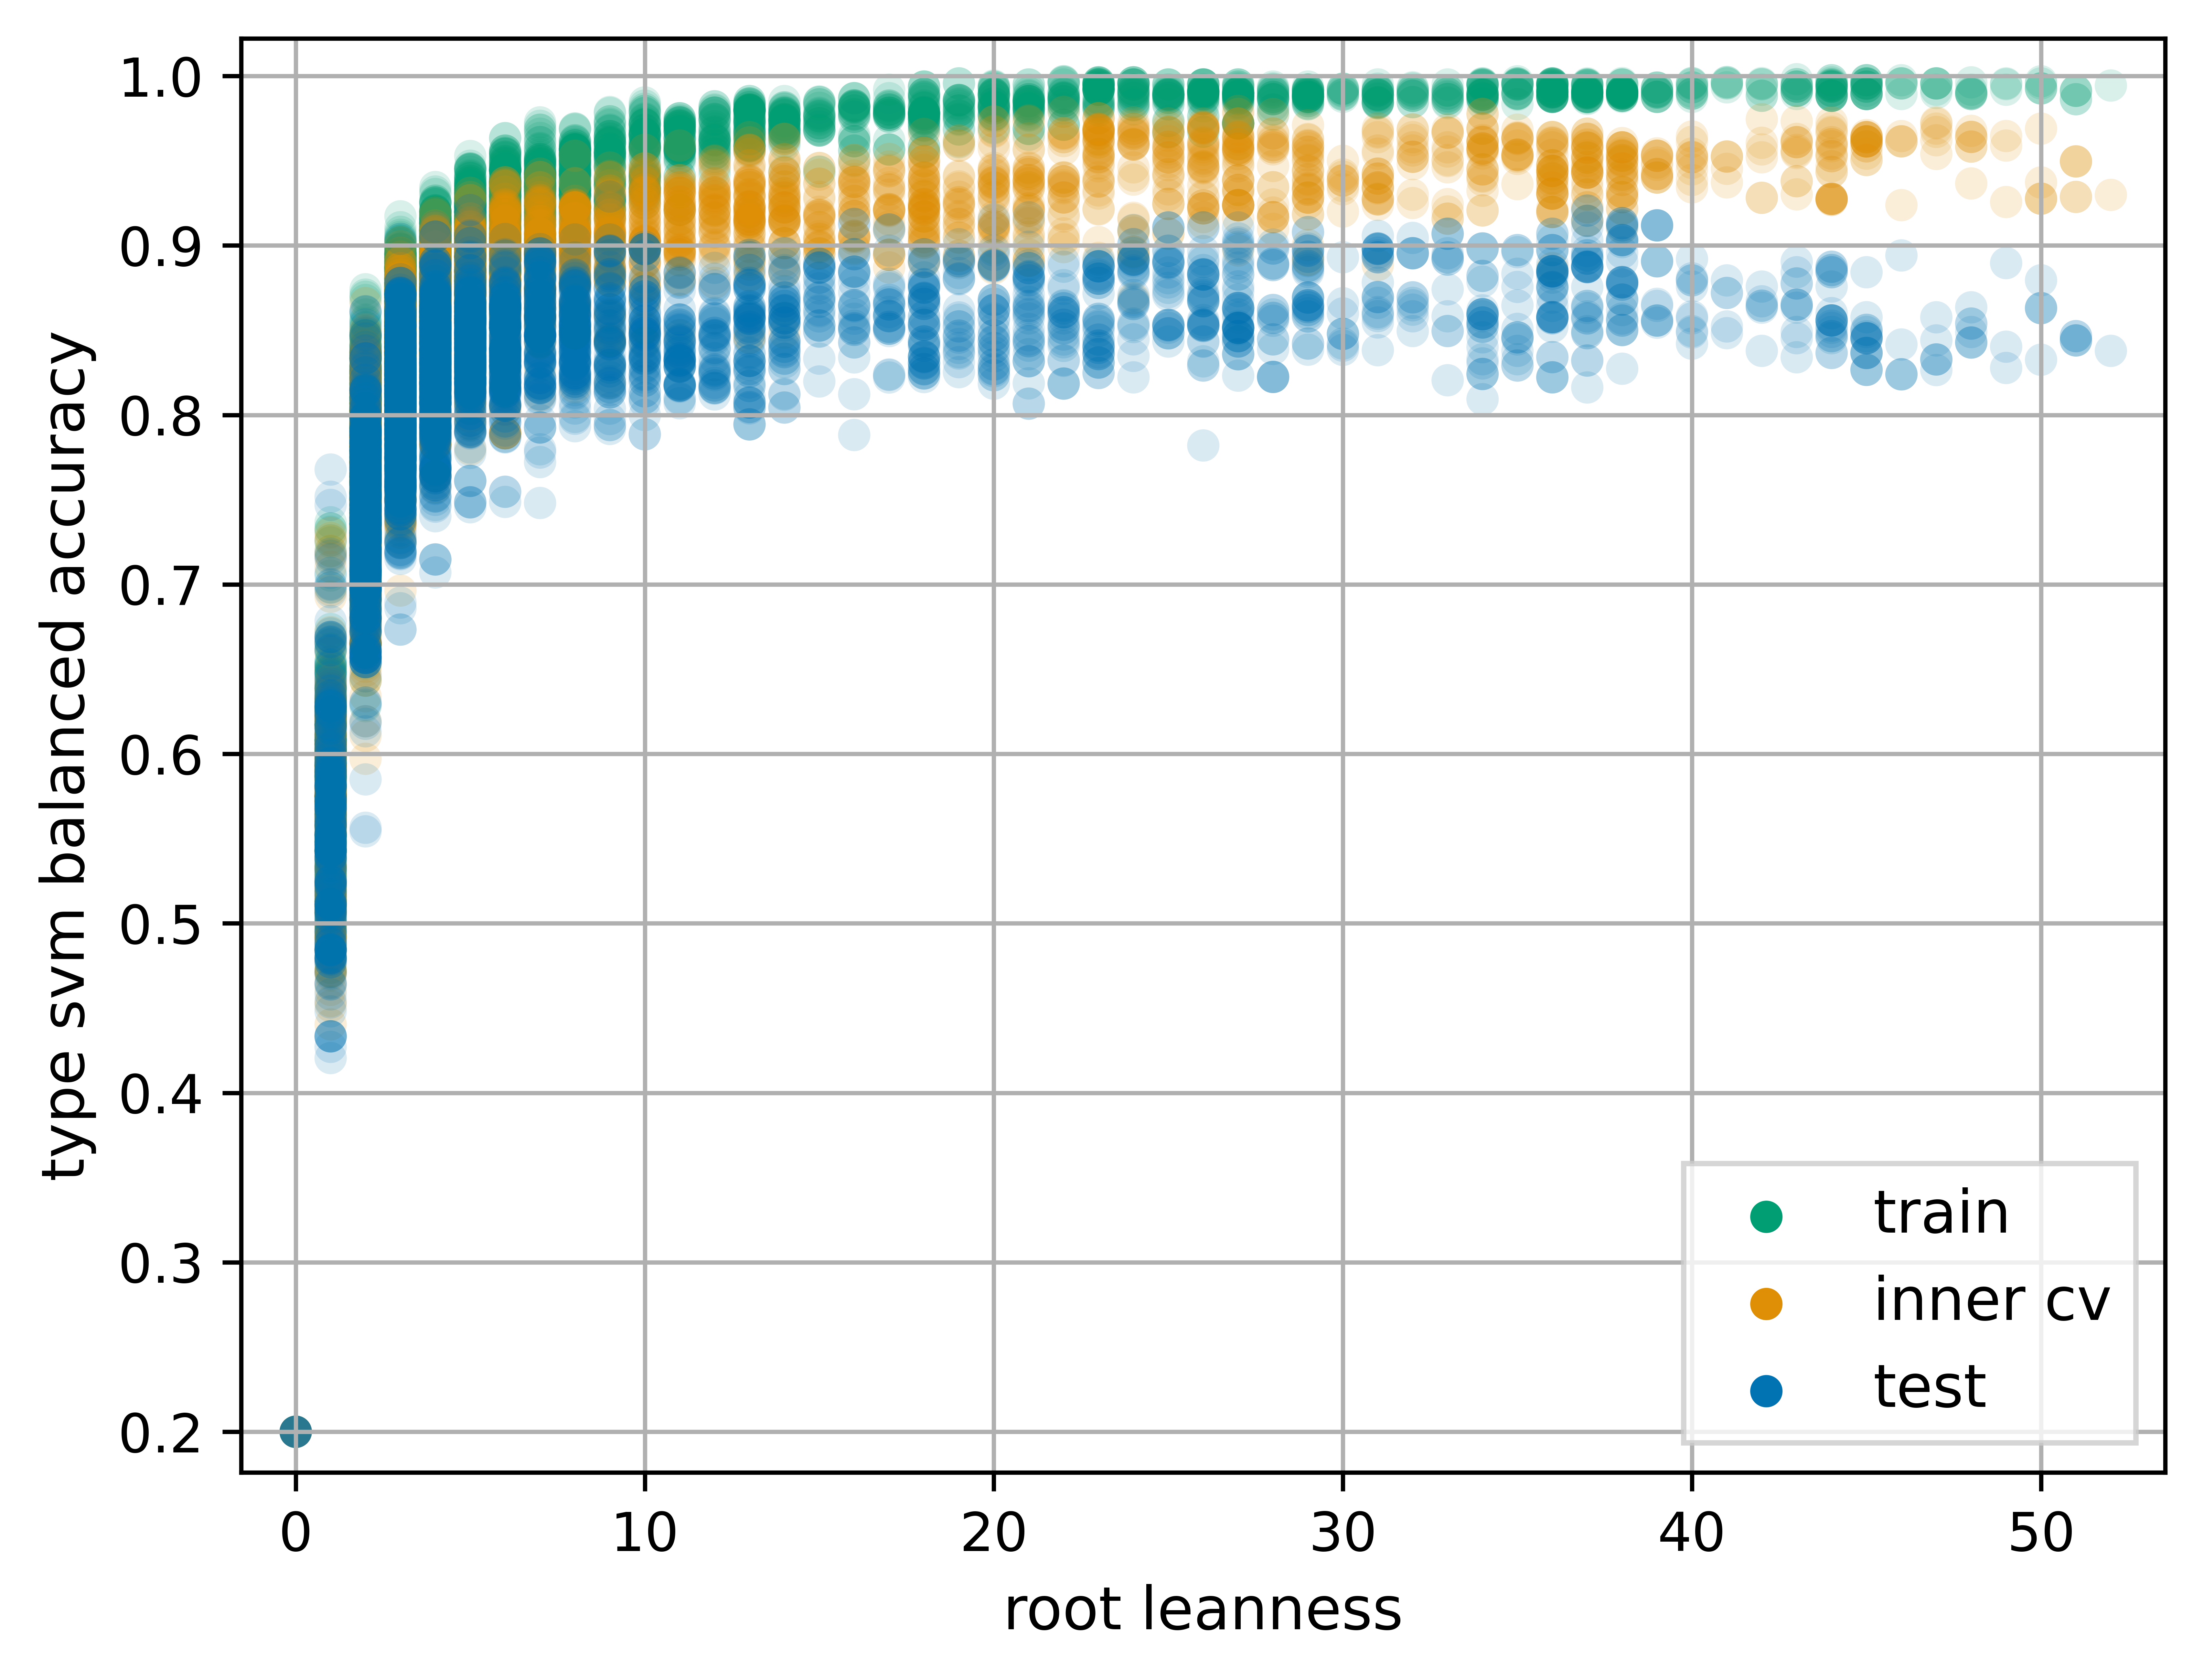 type svm balanced accuracy
1.0
0.9
0.8
0.7
0.6
0.5
0.4
0.3
0.2
0 10 20 30 40 50
root leanness
train
inner cv
test